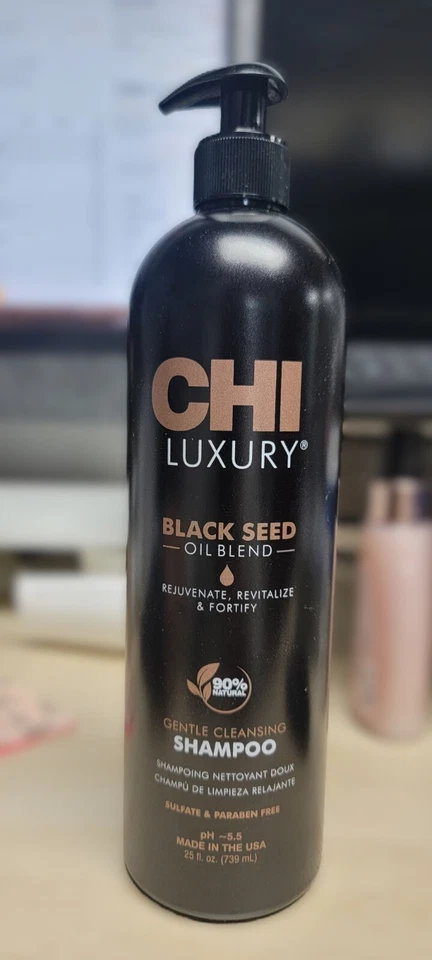 CHI
LUXURY®
BLACK SEED
OIL BLEND
REJUVENATE, REVITALIZE
& FORTIFY
90%
NATURAL
GENTLE CLEANSING
SHAMPOO
SHAMPOING NETTOYANT DOUX
CHAMPÚ DE LIMPIEZA RELAJANTE
SULFATE & PARABEN FREE
pH ~5.5
MADE IN THE USA
25 fl. oz. (739 mL)